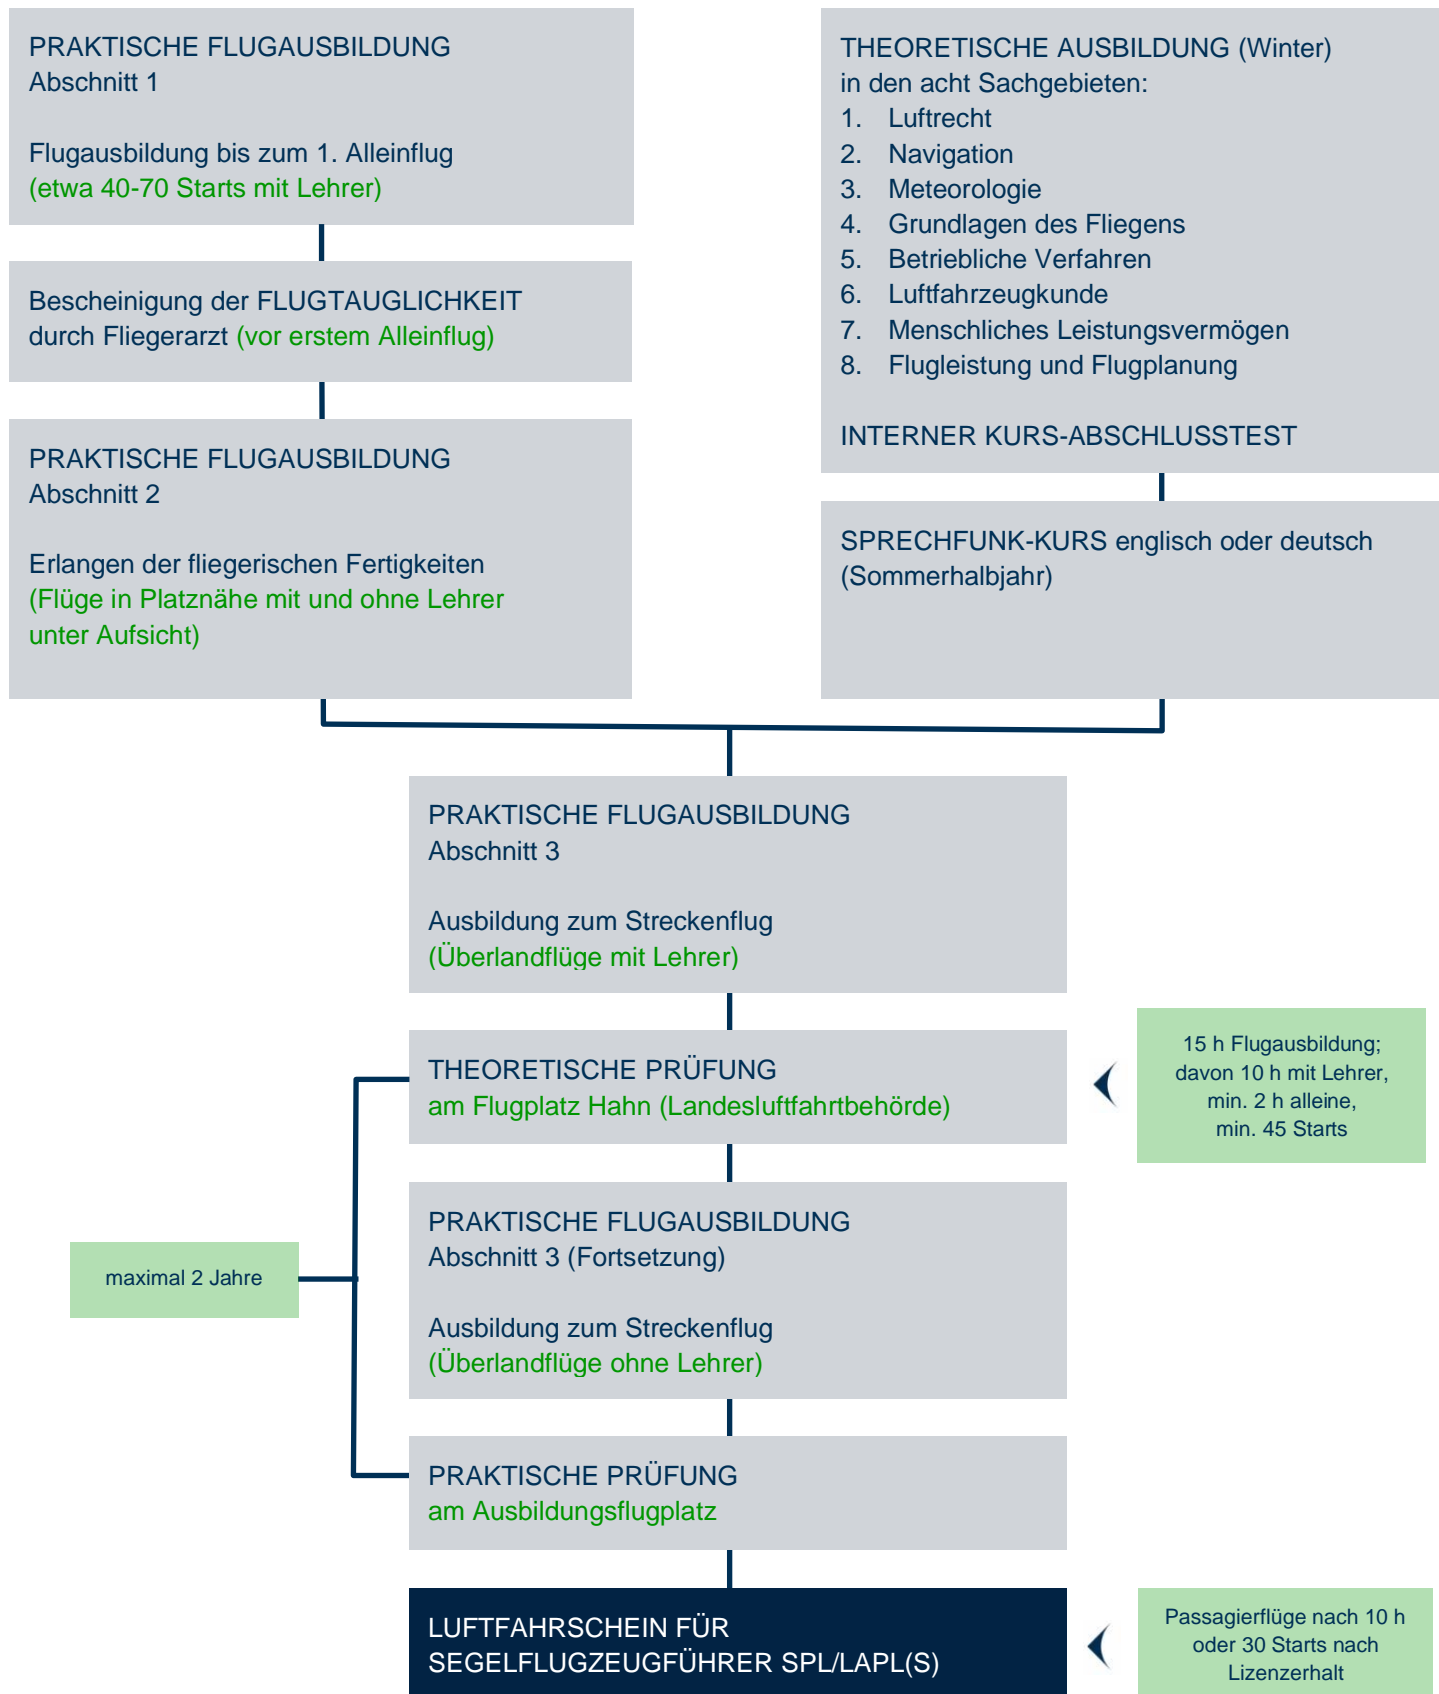 PRAKTISCHE FLUGAUSBILDUNG
Abschnitt 1
Flugausbildung bis zum 1. Alleinflug
(etwa 40-70 Starts mit Lehrer)
Bescheinigung der FLUGTAUGLICHKEIT
durch Fliegerarzt (vor erstem Alleinflug)
PRAKTISCHE FLUGAUSBILDUNG
Abschnitt 2
Erlangen der fliegerischen Fertigkeiten
(Flüge in Platznähe mit und ohne Lehrer
unter Aufsicht)
THEORETISCHE AUSBILDUNG (Winter)
in den acht Sachgebieten:
1. Luftrecht
2. Navigation
3. Meteorologie
4. Grundlagen des Fliegens
5. Betriebliche Verfahren
6. Luftfahrzeugkunde
7. Menschliches Leistungsvermögen
8. Flugleistung und Flugplanung
INTERNER KURS-ABSCHLUSSTEST
SPRECHFUNK-KURS englisch oder deutsch
(Sommerhalbjahr)
PRAKTISCHE FLUGAUSBILDUNG
Abschnitt 3
Ausbildung zum Streckenflug
(Überlandflüge mit Lehrer)
THEORETISCHE PRÜFUNG
am Flugplatz Hahn (Landesluftfahrtbehörde)
15 h Flugausbildung;
davon 10 h mit Lehrer,
min. 2 h alleine,
min. 45 Starts
PRAKTISCHE FLUGAUSBILDUNG
Abschnitt 3 (Fortsetzung)
Ausbildung zum Streckenflug
(Überlandflüge ohne Lehrer)
maximal 2 Jahre
PRAKTISCHE PRÜFUNG
am Ausbildungsflugplatz
LUFTFAHRSCHEIN FÜR
SEGELFLUGZEUGFÜHRER SPL/LAPL(S)
Passagierflüge nach 10 h
oder 30 Starts nach
Lizenzerhalt